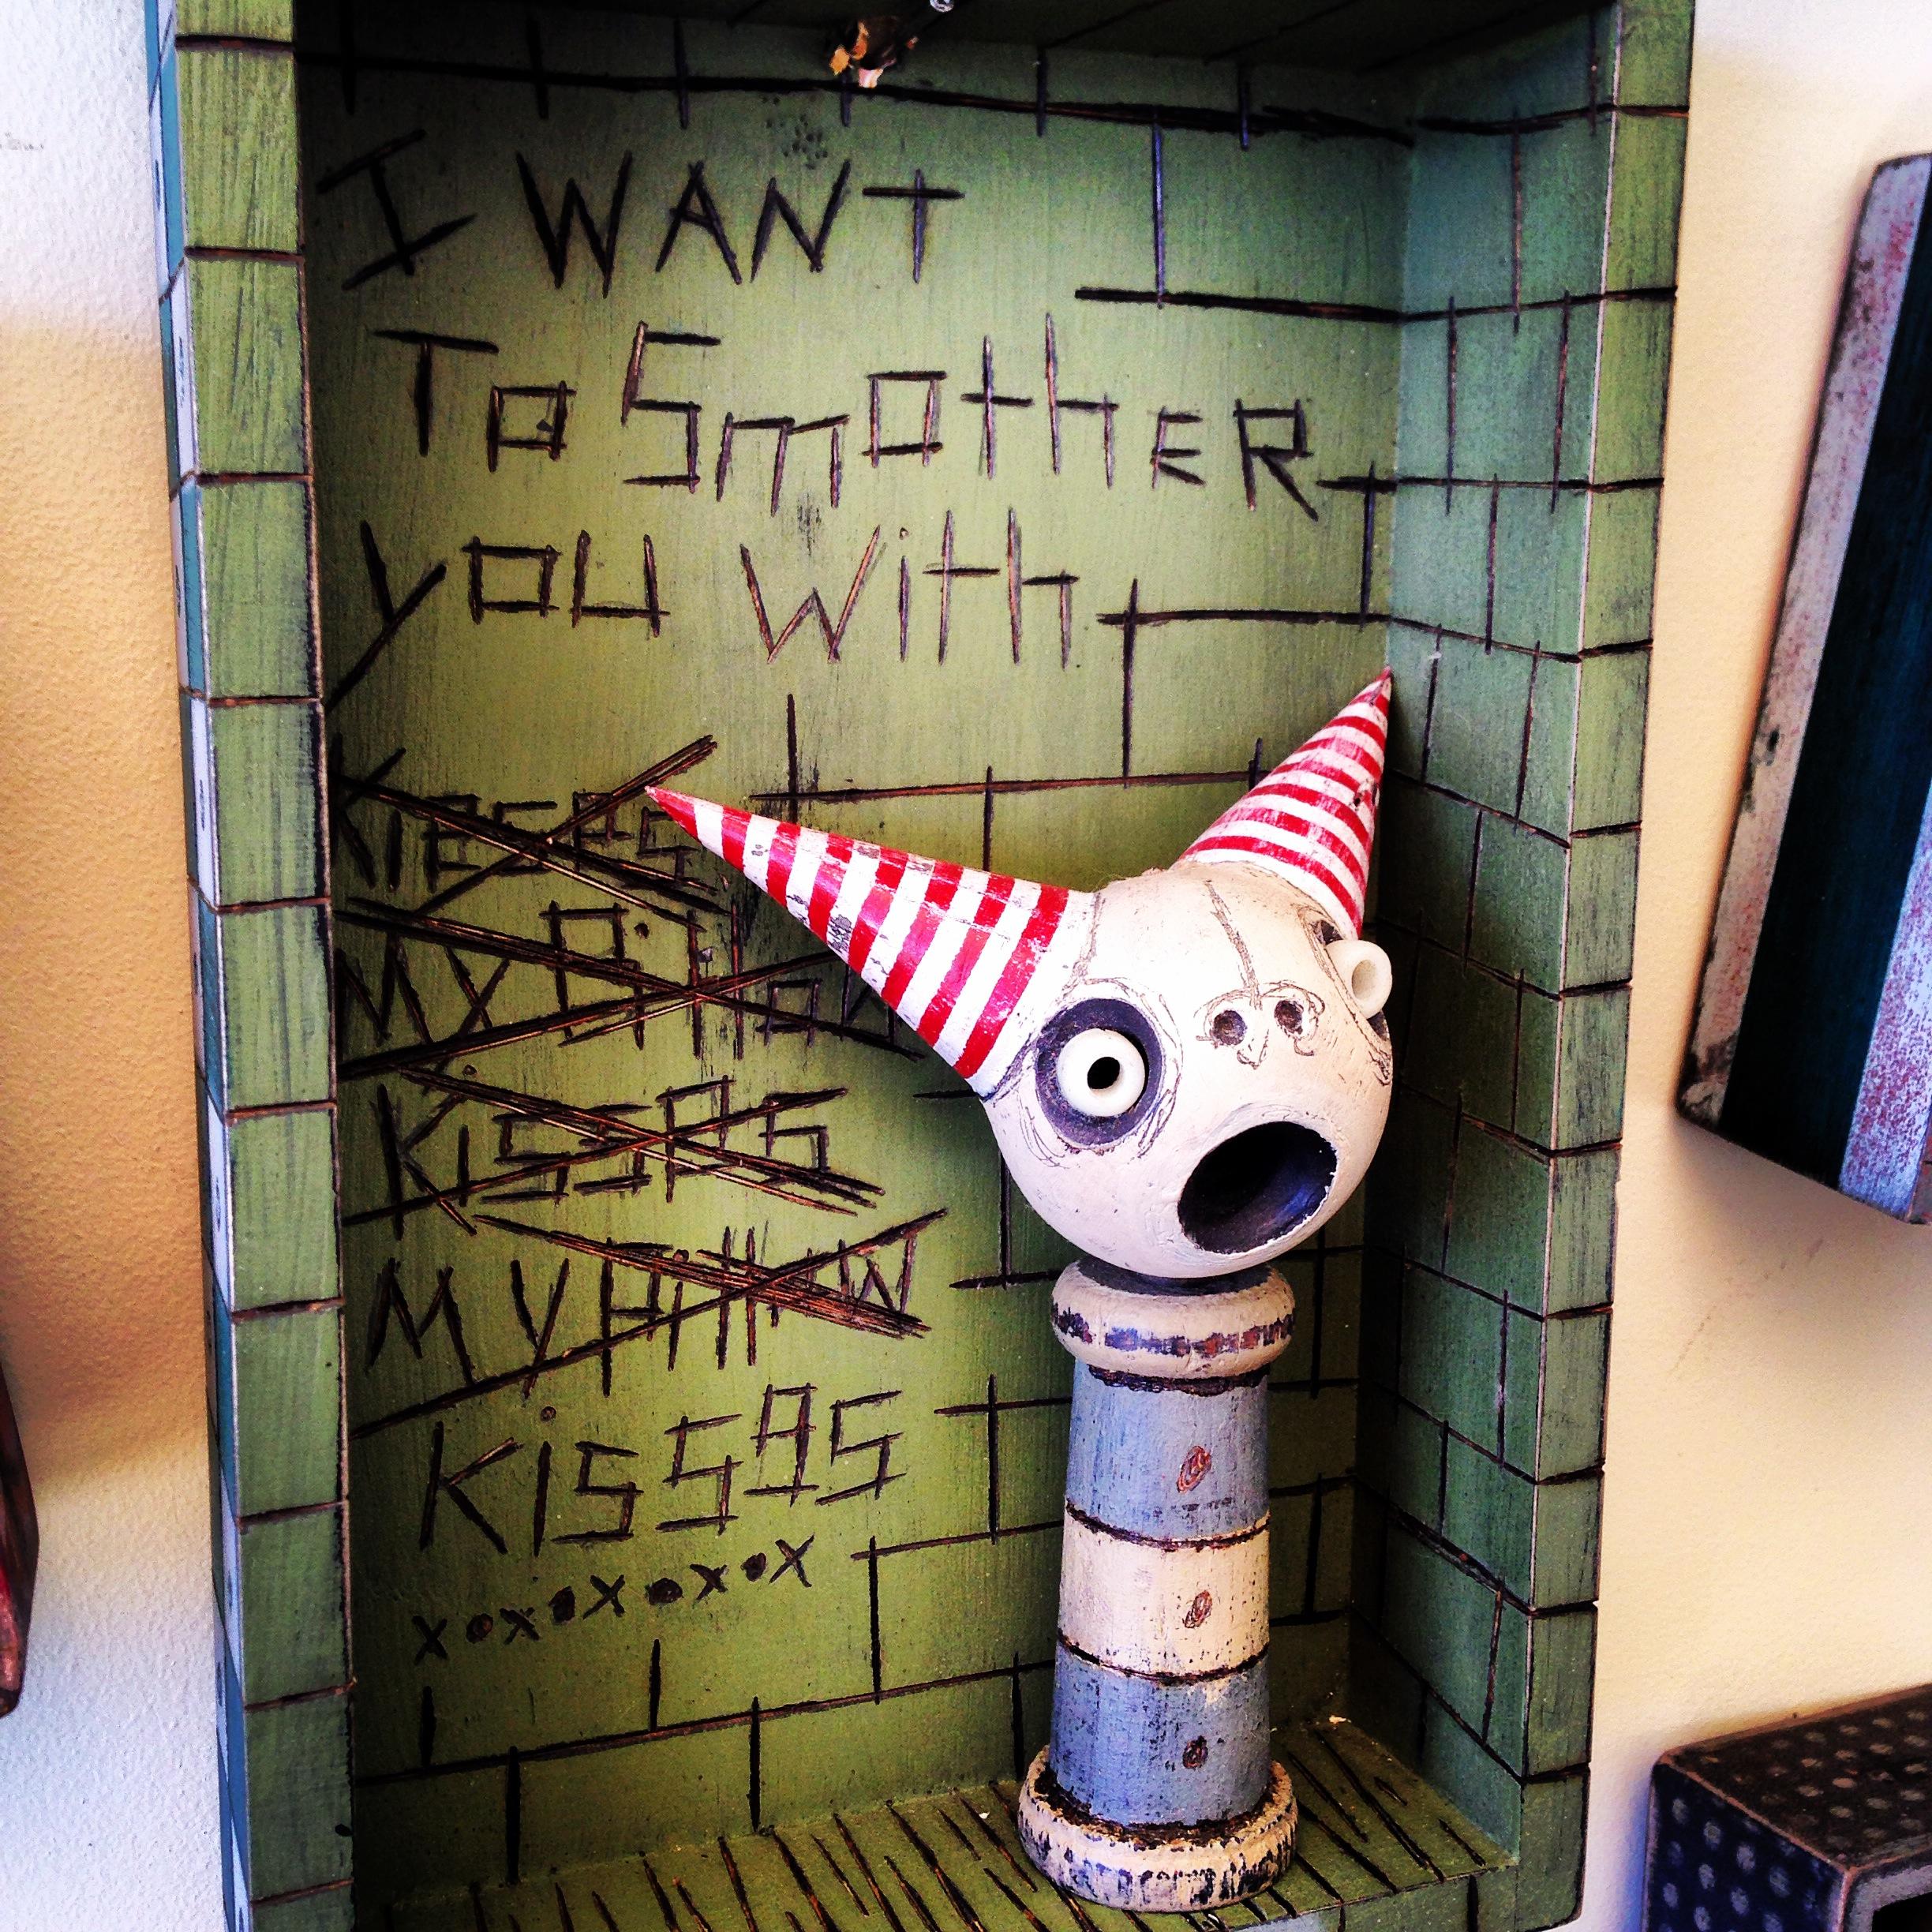 I WANT
To SmotHER
you With
Kisses
My Pillow
Kisses
My Pillow
Kisses
xoxoxoxox